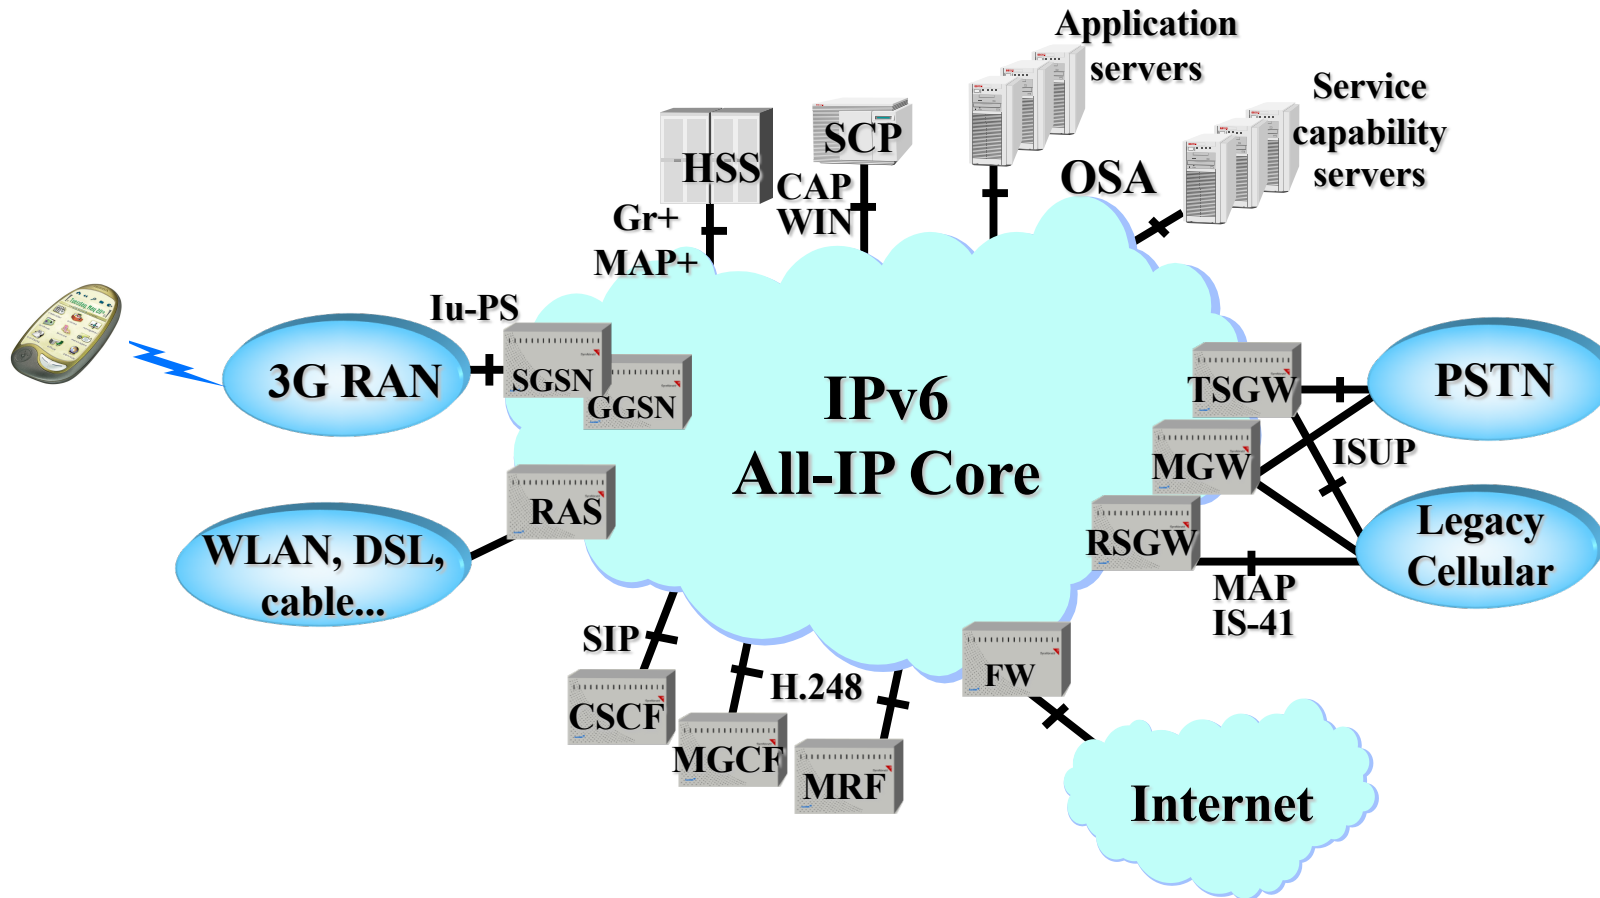 Application
servers
Service
capability
servers
HSS
SCP
CAP
WIN
OSA
Gr+
MAP+
Iu-PS
3G RAN
SGSN
GGSN
IPv6
All-IP Core
TSGW
PSTN
MGW
ISUP
RAS
RSGW
Legacy
Cellular
WLAN, DSL,
cable...
MAP
IS-41
SIP
H.248
FW
CSCF
MGCF
MRF
Internet